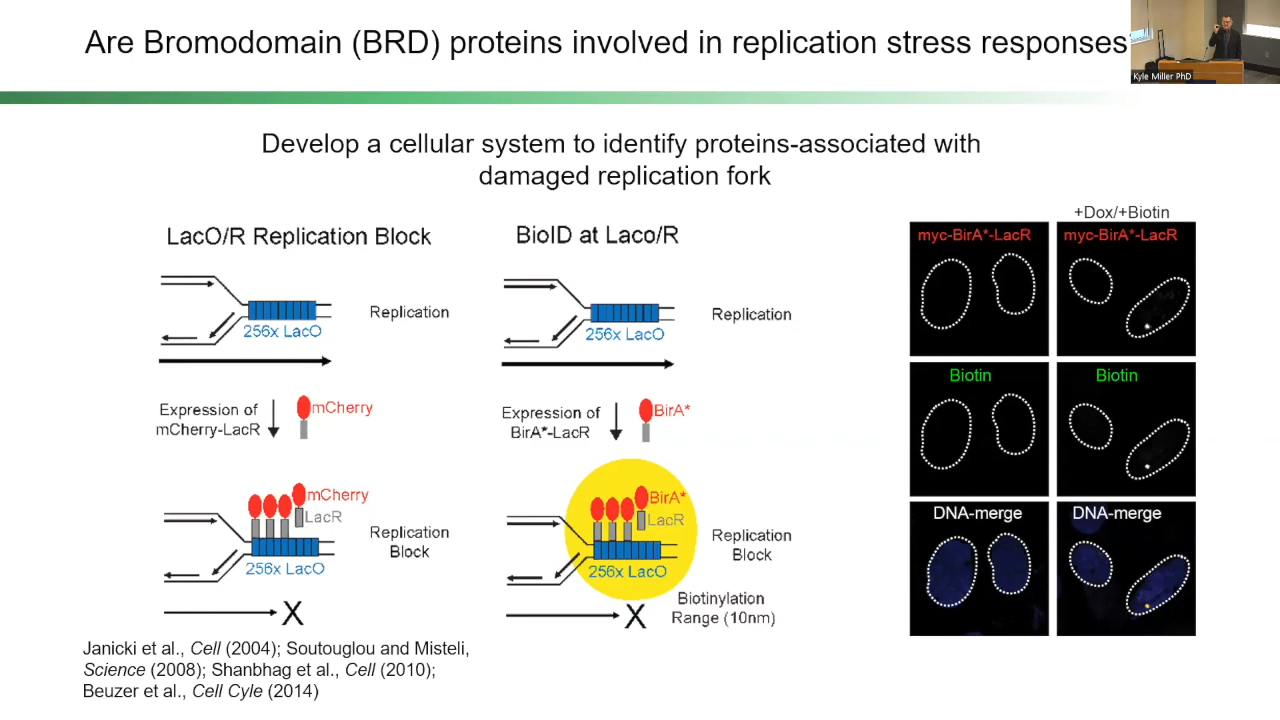 Are Bromodomain (BRD) proteins involved in replication stress responses
Kyle Miller PhD
Develop a cellular system to identify proteins-associated with
damaged replication fork
LacO/R Replication Block
Replication
256x LacO
Expression of
mCherry-LacR
mCherry
mCherry
LacR
Replication
Block
256x LacO
X
BioID at Laco/R
Replication
256x LacO
Expression of
BirA*-LacR
BirA*
BirA*
LacR
Replication
Block
256x LacO
X
Biotinylation
Range (10nm)
+Dox/+Biotin
myc-BirA*-LacR
myc-BirA*-LacR
Biotin
Biotin
DNA-merge
DNA-merge
Janicki et al., Cell (2004); Soutouglou and Misteli,
Science (2008); Shanbhag et al., Cell (2010);
Beuzer et al., Cell Cyle (2014)